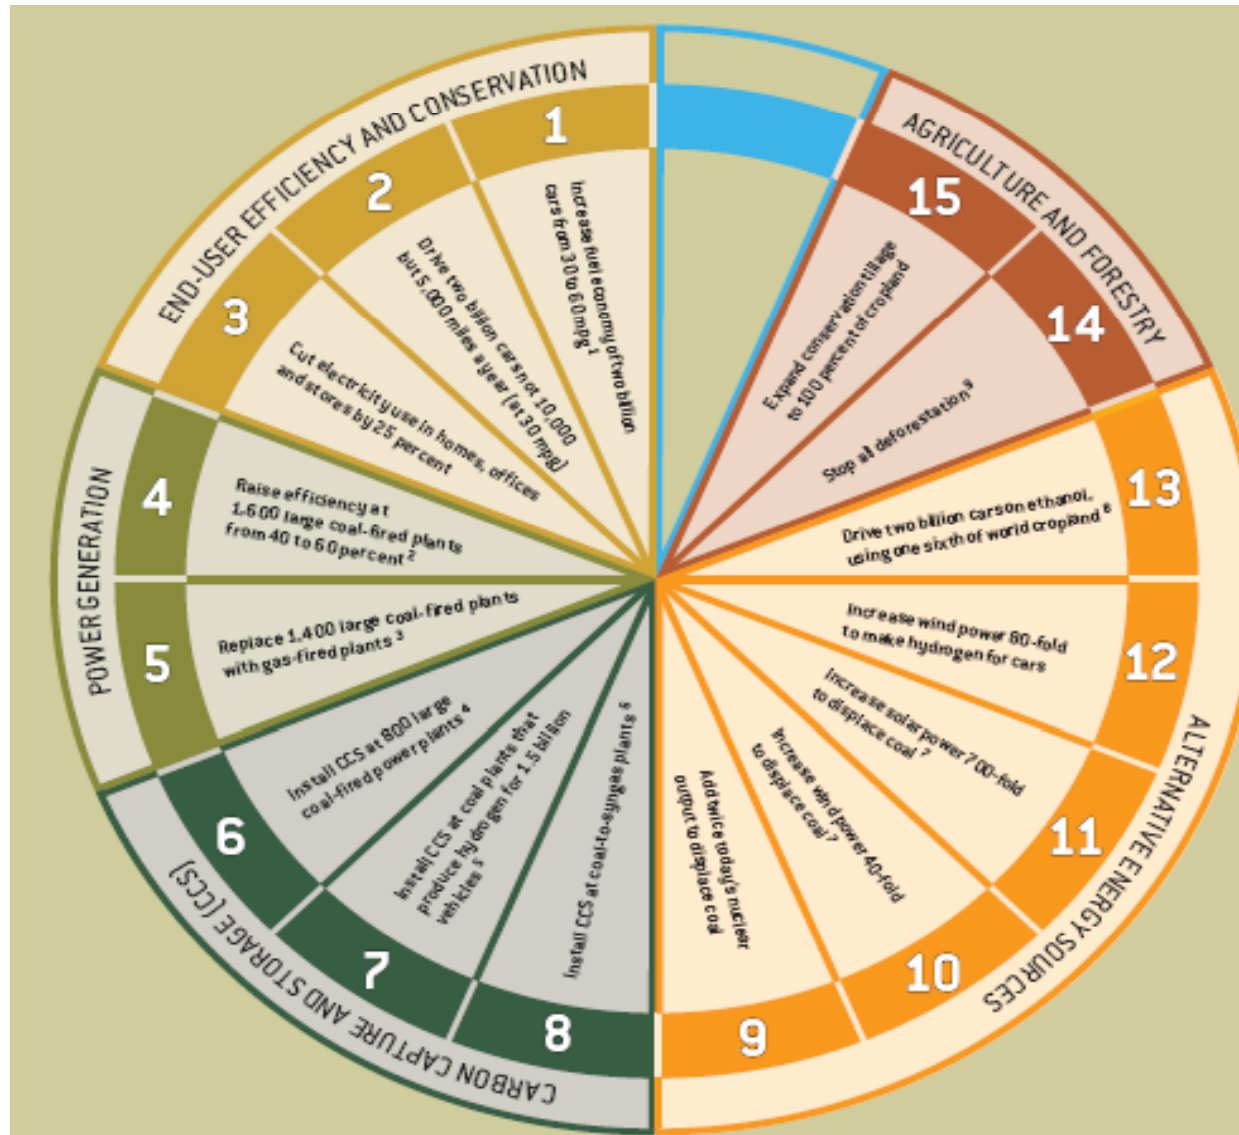 END-USER EFFICIENCY AND CONSERVATION
1
Increase fuel economy of two billion
cars from 30 to 60 mpg 1
2
Drive two billion cars not 10,000
but 5,000 miles a year (at 30 mpg)
3
Cut electricity use in homes, offices
and stores by 25 percent
POWER GENERATION
4
Raise efficiency at
1,600 large coal-fired plants
from 40 to 60 percent 2
5
Replace 1,400 large coal-fired plants
with gas-fired plants 3
CARBON CAPTURE AND STORAGE (CCS)
6
Install CCS at 800 large
coal-fired power plants 4
7
Install CCS at coal plants that
produce hydrogen for 1.5 billion
vehicles 5
8
Install CCS at coal-to-syngas plants 6
ALTERNATIVE ENERGY SOURCES
9
Add twice today's nuclear
output to displace coal
10
Increase wind power 40-fold
to displace coal 7
11
Increase solar power 700-fold
to displace coal 7
12
Increase wind power 80-fold
to make hydrogen for cars
13
Drive two billion cars on ethanol,
using one sixth of world cropland 8
AGRICULTURE AND FORESTRY
14
Stop all deforestation 9
15
Expand conservation tillage
to 100 percent of cropland